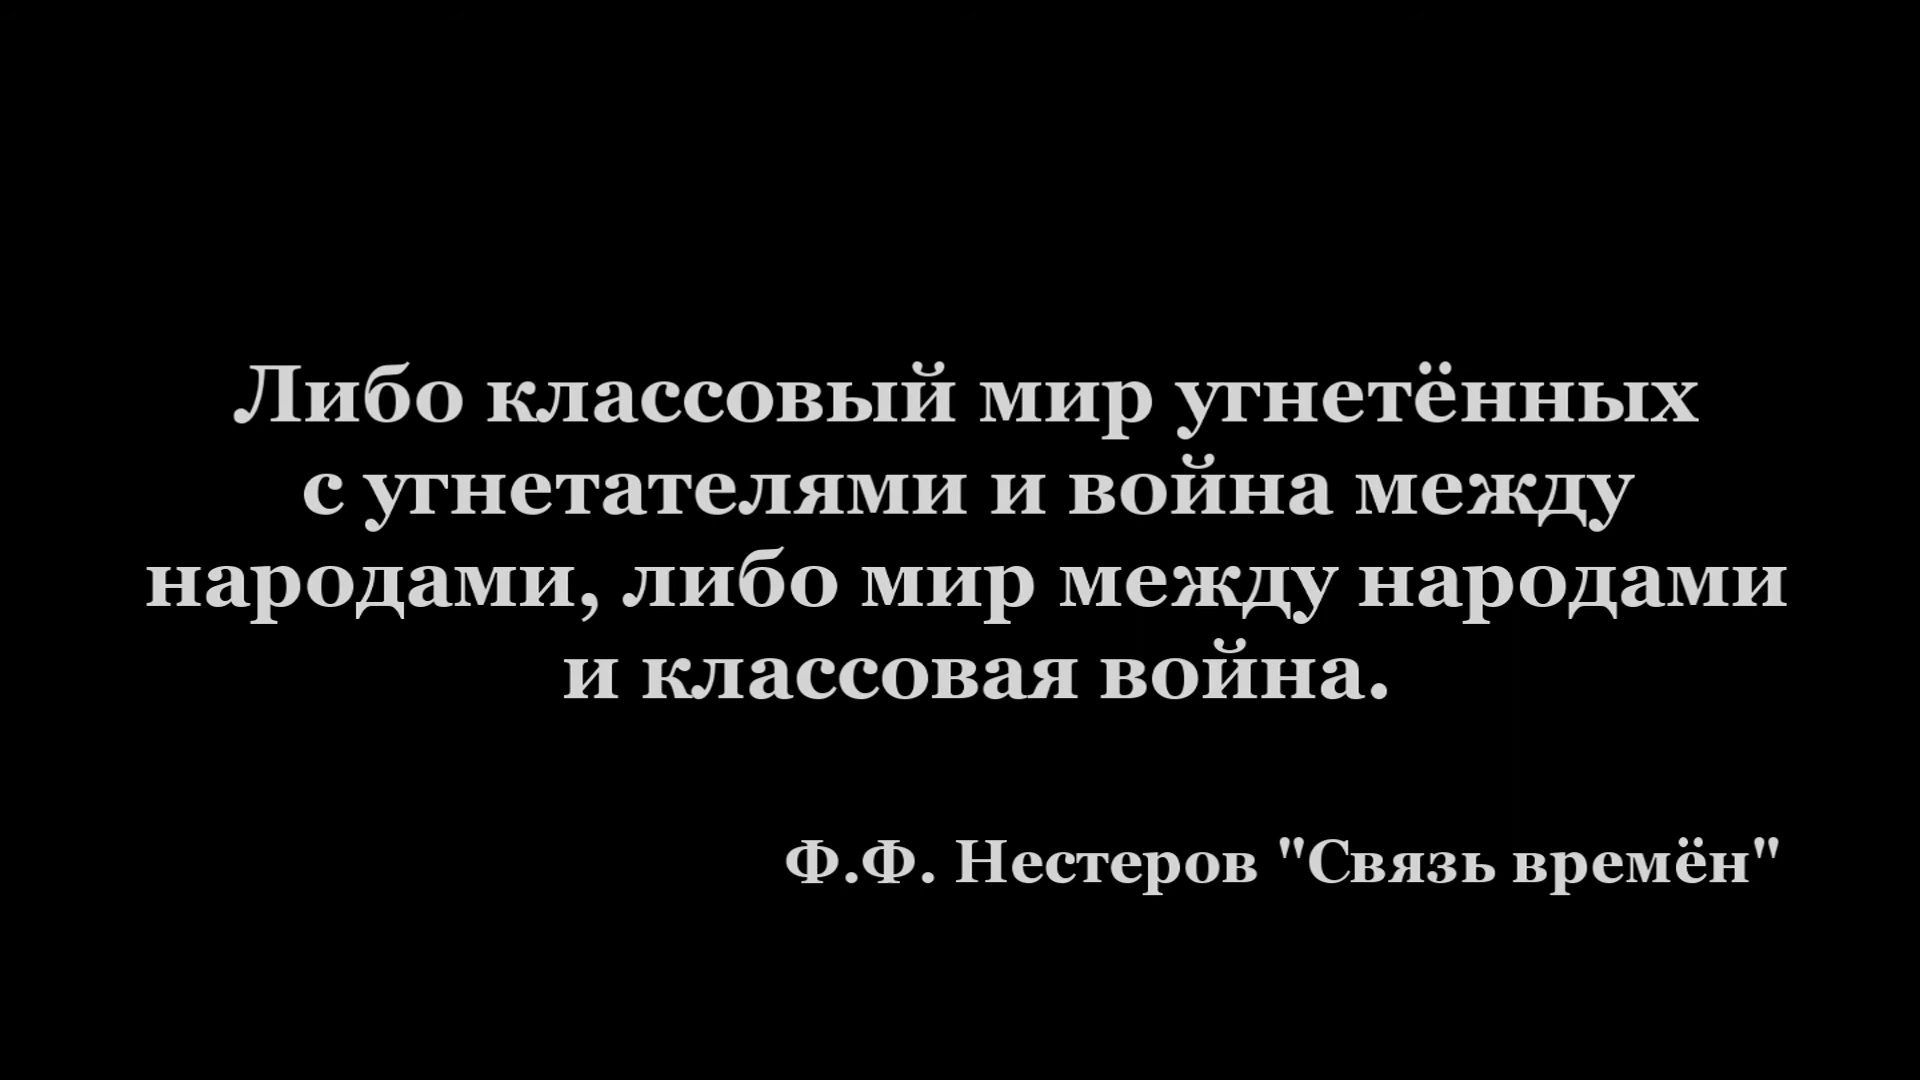 Либо классовый мир угнетённых
с угнетателями и война между
народами, либо мир между народами
и классовая война.
Ф.Ф. Нестеров "Связь времён"